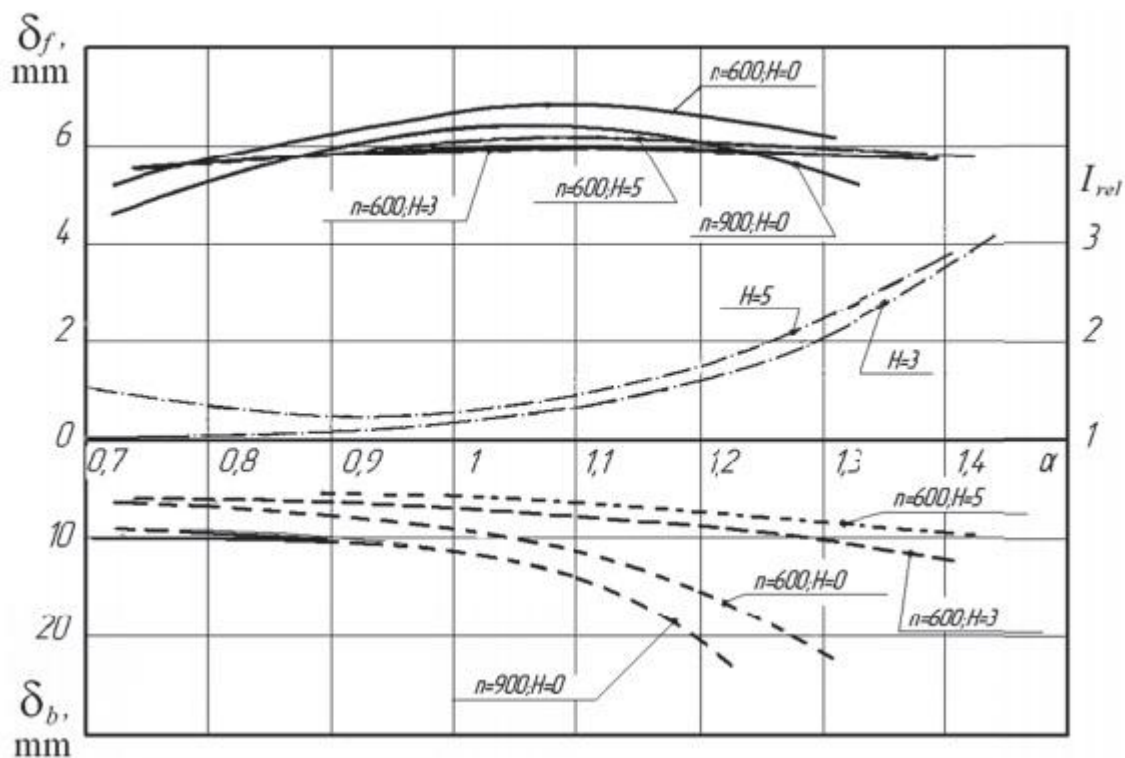 δf,
mm
n=600;H=0
6
n=600;H=3
n=600;H=5
n=900;H=0
Irel
4
3
H=5
2
2
H=3
0
1
0,7
0,8
0,9
1
1,1
1,2
1,3
1,4
α
n=600;H=5
10
n=600;H=0
n=600;H=3
20
n=900;H=0
δb,
mm